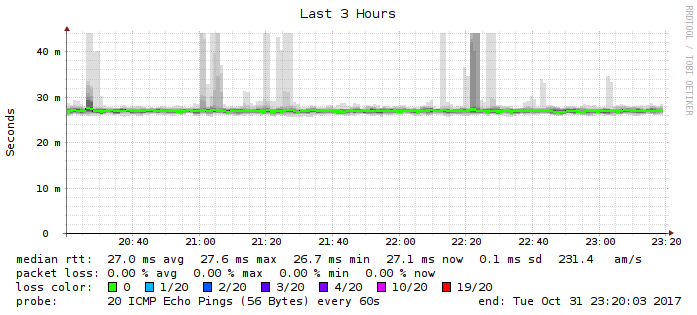 Last 3 Hours
RRDTOOL / TOBI OETIKER
Seconds
40 m
30 m
20 m
10 m
0
20:40 21:00 21:20 21:40 22:00 22:20 22:40 23:00 23:20
median rtt: 27.0 ms avg 27.6 ms max 26.7 ms min 27.1 ms now 0.1 ms sd 231.4 am/s
packet loss: 0.00 % avg 0.00 % max 0.00 % min 0.00 % now
loss color: 0 1/20 2/20 3/20 4/20 10/20 19/20
probe: 20 ICMP Echo Pings (56 Bytes) every 60s end: Tue Oct 31 23:20:03 2017